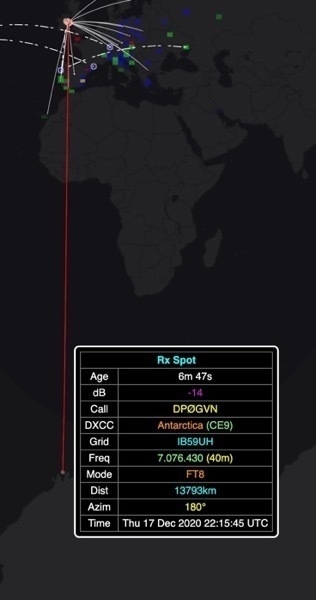 Rx Spot
Age 6m 47s
dB -14
Call DPØGVN
DXCC Antarctica (CE9)
Grid IB59UH
Freq 7.076.430 (40m)
Mode FT8
Dist 13793km
Azim 180°
Time Thu 17 Dec 2020 22:15:45 UTC